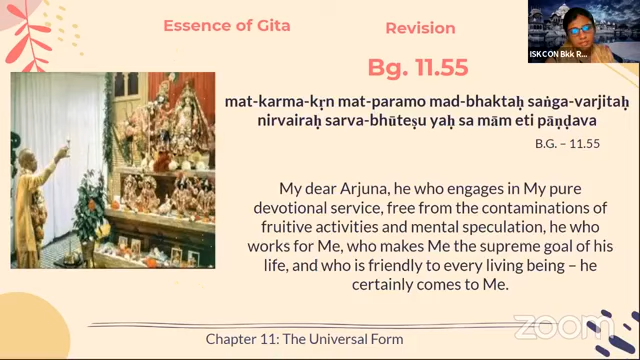 Essence of Gita
Revision
ISKCON Bkk R...
Bg. 11.55
mat-karma-kṛn mat-paramo mad-bhaktaḥ saṅga-varjitaḥ
nirvairaḥ sarva-bhūteṣu yaḥ sa mām eti pāṇḍava
B.G. – 11.55
My dear Arjuna, he who engages in My pure
devotional service, free from the contaminations of
fruitive activities and mental speculation, he who
works for Me, who makes Me the supreme goal of his
life, and who is friendly to every living being – he
certainly comes to Me.
Chapter 11: The Universal Form
zoom